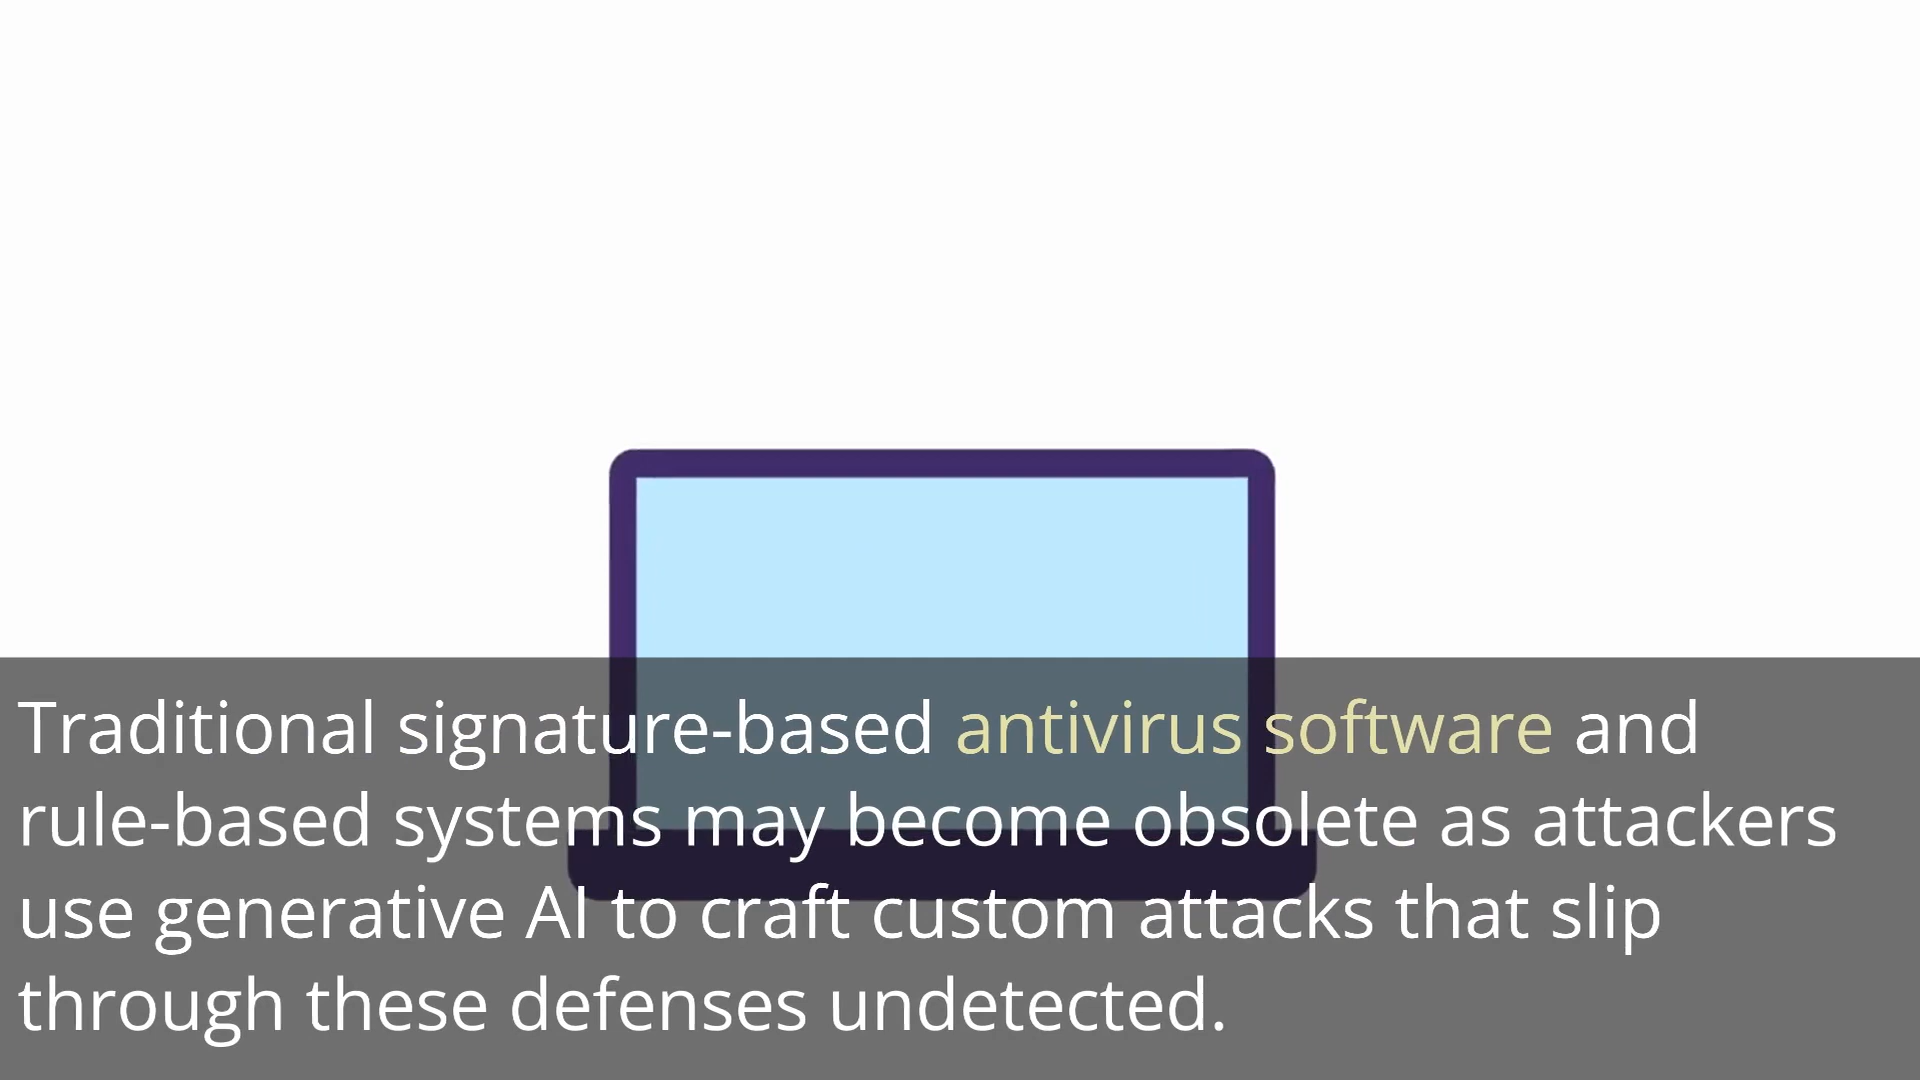 Traditional signature-based antivirus software and
rule-based systems may become obsolete as attackers
use generative AI to craft custom attacks that slip
through these defenses undetected.